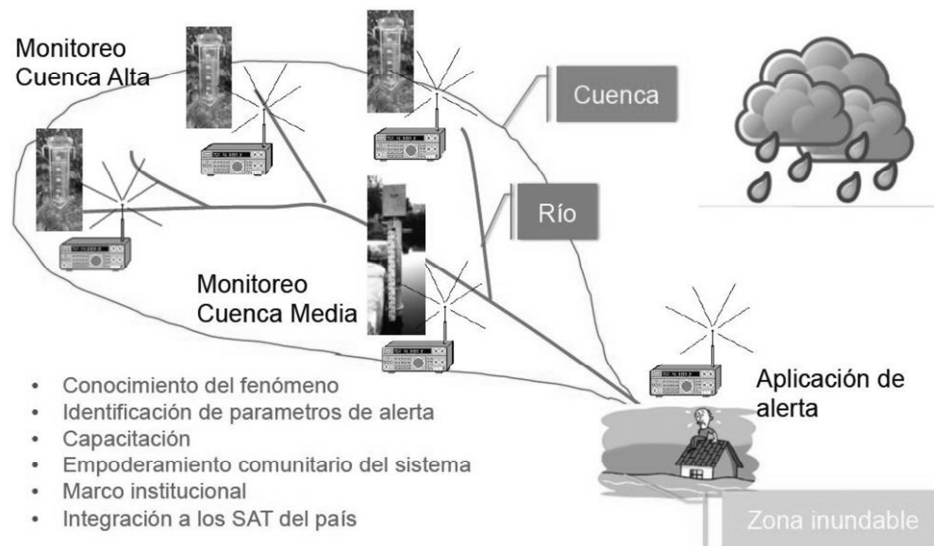 Monitoreo
Cuenca Alta
Cuenca
Río
Monitoreo
Cuenca Media
Aplicación de
alerta
• Conocimiento del fenómeno
• Identificación de parametros de alerta
• Capacitación
• Empoderamiento comunitario del sistema
• Marco institucional
• Integración a los SAT del país
Zona inundable